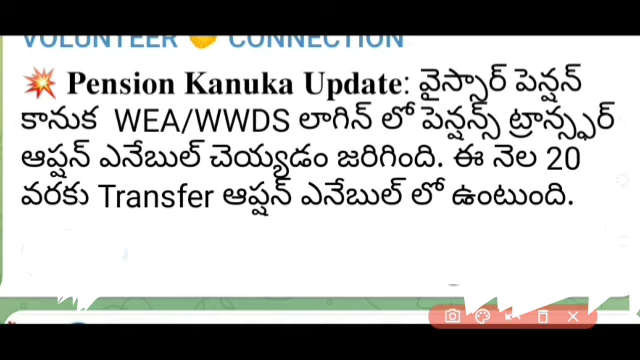 VOLUNTEER 🤝 CONNECTION
💥 Pension Kanuka Update: వైస్సార్ పెన్షన్
కానుక WEA/WWDS లాగిన్ లో పెన్షన్స్ ట్రాన్స్ఫర్
ఆప్షన్ ఎనేబుల్ చెయ్యడం జరిగింది. ఈ నెల 20
వరకు Transfer ఆప్షన్ ఎనేబుల్ లో ఉంటుంది.